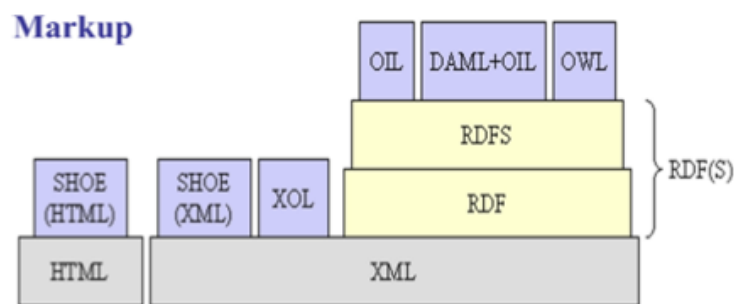 Markup
OIL DAML+OIL OWL
RDFS
RDF(S)
SHOE
(HTML)
SHOE
(XML)
XOL
RDF
HTML
XML